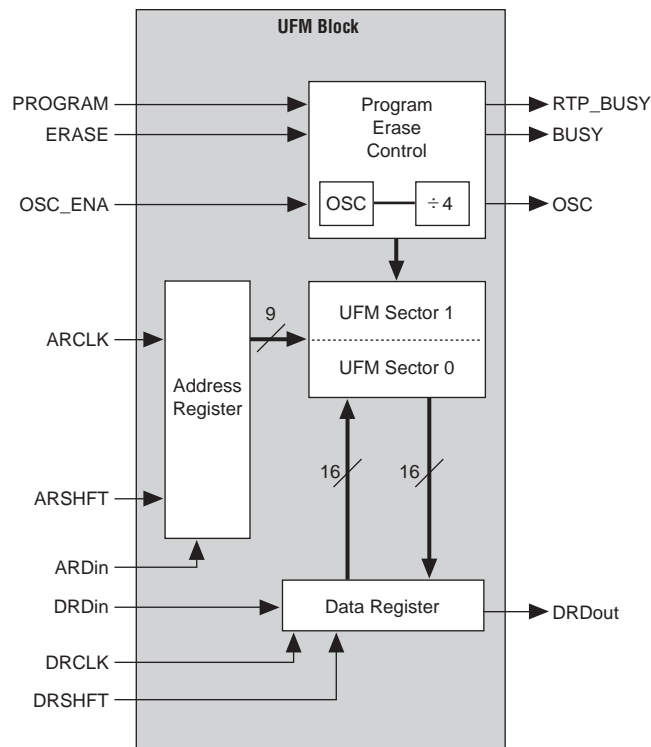 UFM Block
PROGRAM
ERASE
OSC_ENA
Program
Erase
Control
OSC
÷ 4
RTP_BUSY
BUSY
OSC
ARCLK
ARSHFT
ARDin
Address
Register
9
UFM Sector 1
UFM Sector 0
16
16
DRDin
DRCLK
DRSHFT
Data Register
DRDout